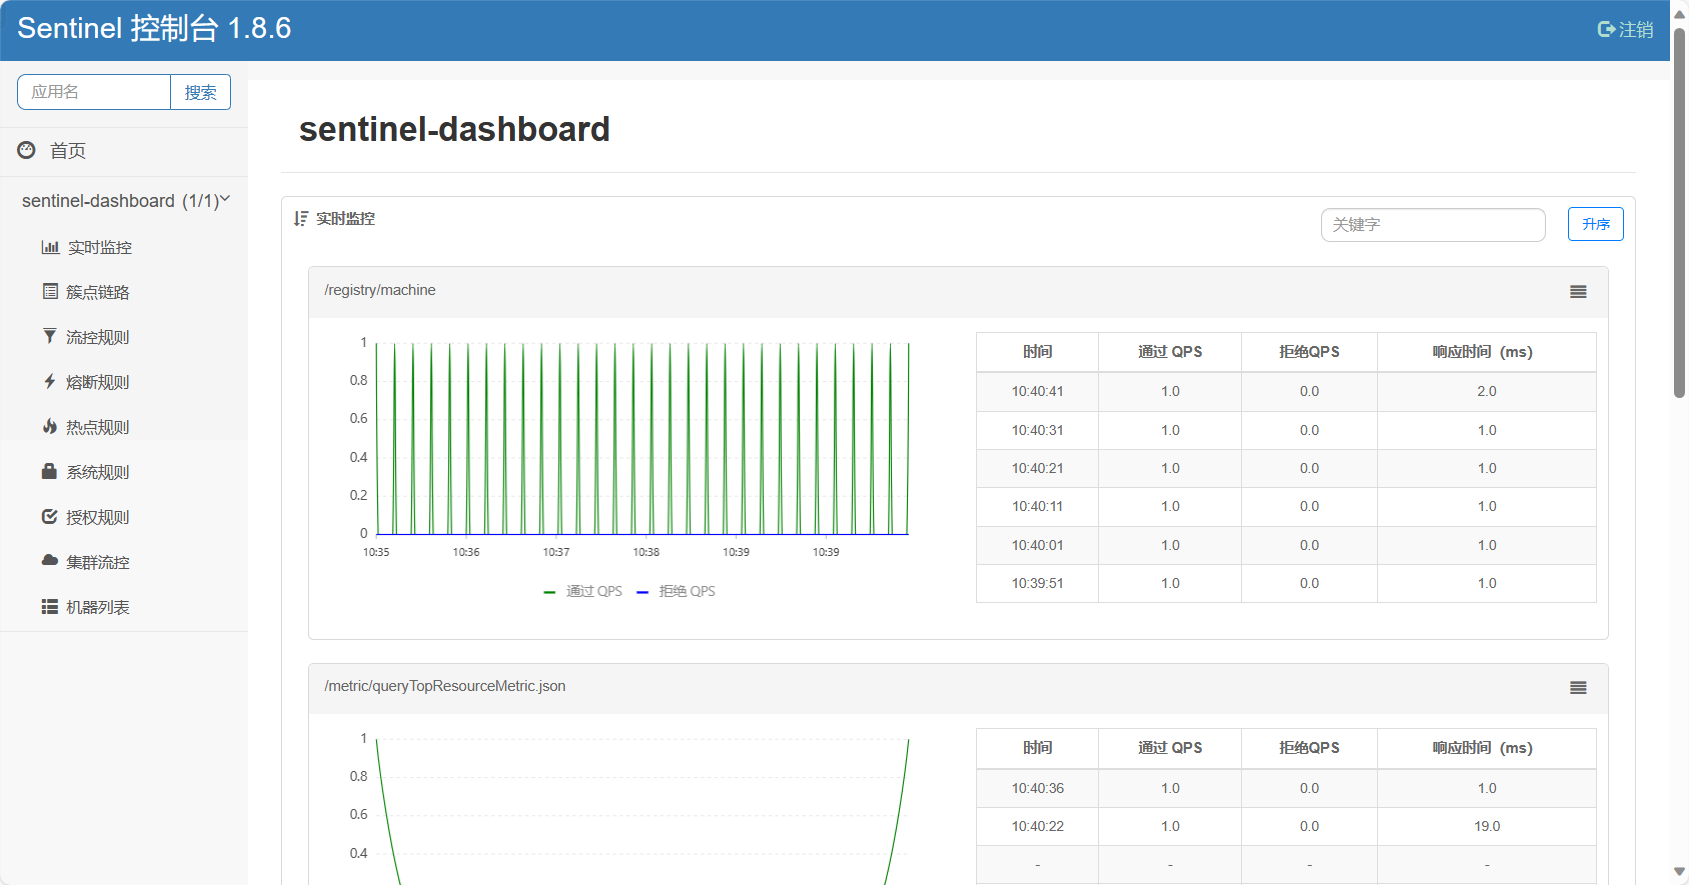 Sentinel 控制台 1.8.6
注销
应用名
搜索
首页
sentinel-dashboard (1/1)
实时监控
簇点链路
流控规则
熔断规则
热点规则
系统规则
授权规则
集群流控
机器列表
sentinel-dashboard
实时监控
关键字
升序
/registry/machine
1
0.8
0.6
0.4
0.2
0
10:35 10:36 10:37 10:38 10:39 10:39
通过 QPS 拒绝 QPS
时间 通过 QPS 拒绝QPS 响应时间 (ms)
10:40:41 1.0 0.0 2.0
10:40:31 1.0 0.0 1.0
10:40:21 1.0 0.0 1.0
10:40:11 1.0 0.0 1.0
10:40:01 1.0 0.0 1.0
10:39:51 1.0 0.0 1.0
/metric/queryTopResourceMetric.json
1
0.8
0.6
0.4
时间 通过 QPS 拒绝QPS 响应时间 (ms)
10:40:36 1.0 0.0 1.0
10:40:22 1.0 0.0 19.0
- - - -